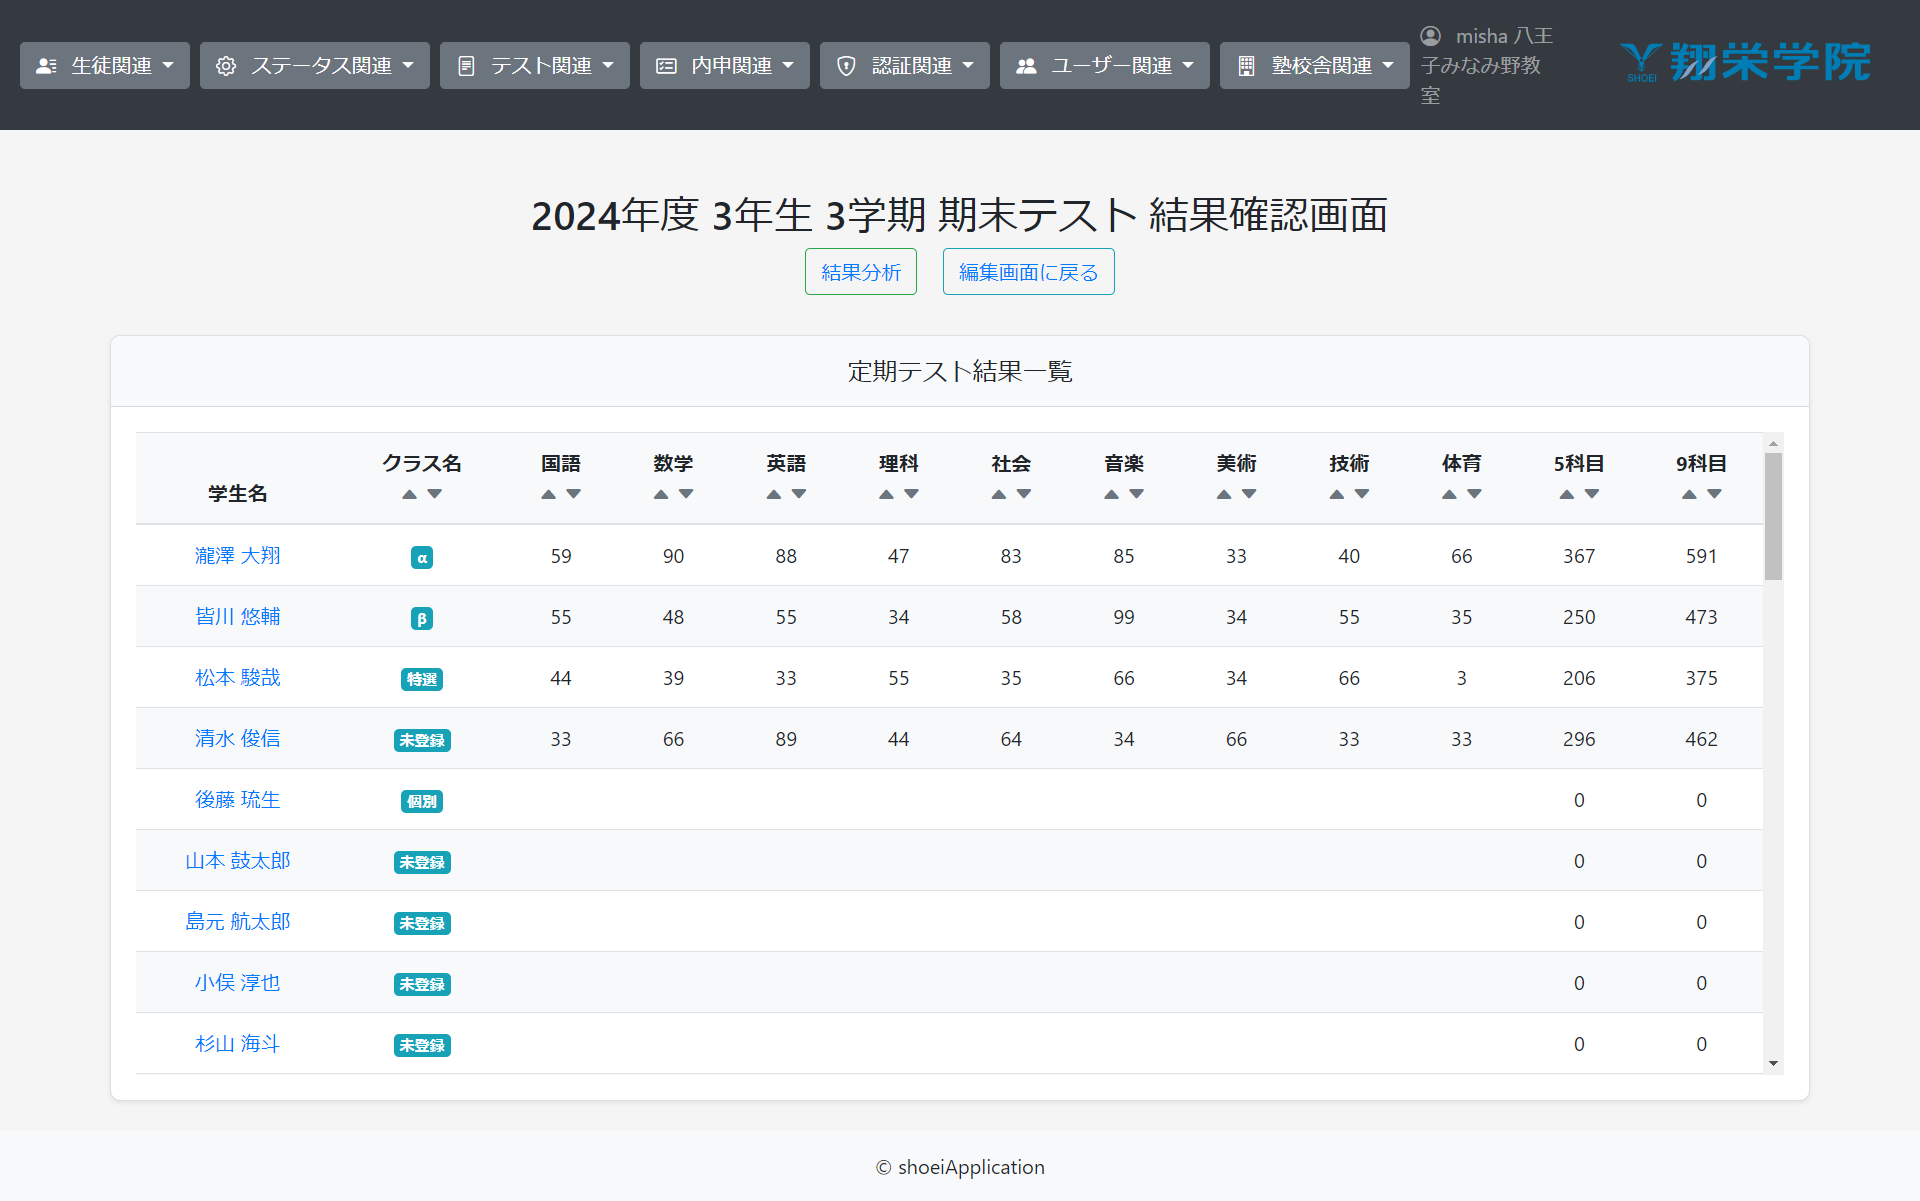 生徒関連 ステータス関連 テスト関連 内申関連 認証関連 ユーザー関連 塾校舎関連
misha 八王
子みなみ野教
室
SHOEI 翔栄学院
2024年度 3年生 3学期 期末テスト 結果確認画面
結果分析 編集画面に戻る
定期テスト結果一覧
学生名 クラス名 国語 数学 英語 理科 社会 音楽 美術 技術 体育 5科目 9科目
瀧澤 大翔 α 59 90 88 47 83 85 33 40 66 367 591
皆川 悠輔 β 55 48 55 34 58 99 34 55 35 250 473
松本 駿哉 特選 44 39 33 55 35 66 34 66 3 206 375
清水 俊信 未登録 33 66 89 44 64 34 66 33 33 296 462
後藤 琉生 個別 0 0
山本 鼓太郎 未登録 0 0
島元 航太郎 未登録 0 0
小俣 淳也 未登録 0 0
杉山 海斗 未登録 0 0
© shoeiApplication